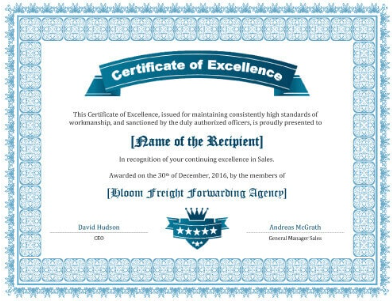 Certificate of Excellence
This Certificate of Excellence, issued for maintaining consistently high standards of
workmanship, and sanctioned by the duly authorized officers, is proudly presented to
[Name of the Recipient]
In recognition of your continuing excellence in Sales.
Awarded on the 30th of December, 2016, by the members of
[Bloom Freight Forwarding Agency]
David Hudson
CEO
Andreas McGrath
General Manager Sales